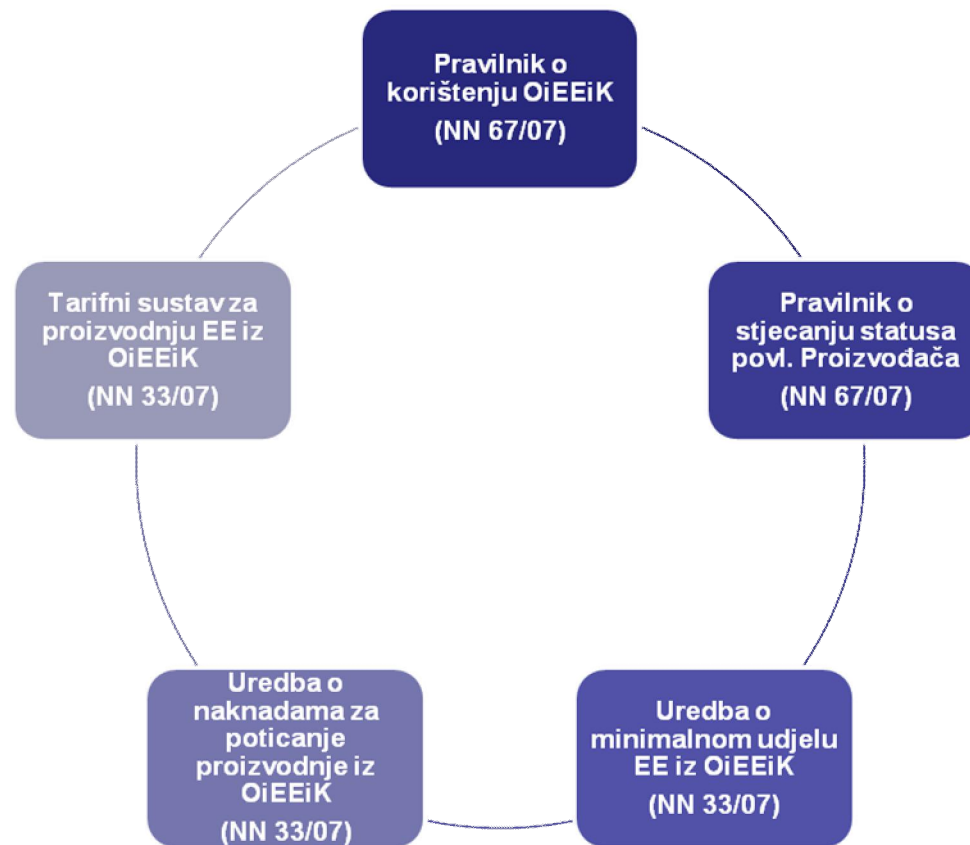 Pravilnik o
korištenju OiEEiK
(NN 67/07)
Pravilnik o
stjecanju statusa
povl. Proizvođača
(NN 67/07)
Uredba o
minimalnom udjelu
EE iz OiEEiK
(NN 33/07)
Uredba o
naknadama za
poticanje
proizvodnje iz
OiEEiK
(NN 33/07)
Tarifni sustav za
proizvodnju EE iz
OiEEiK
(NN 33/07)